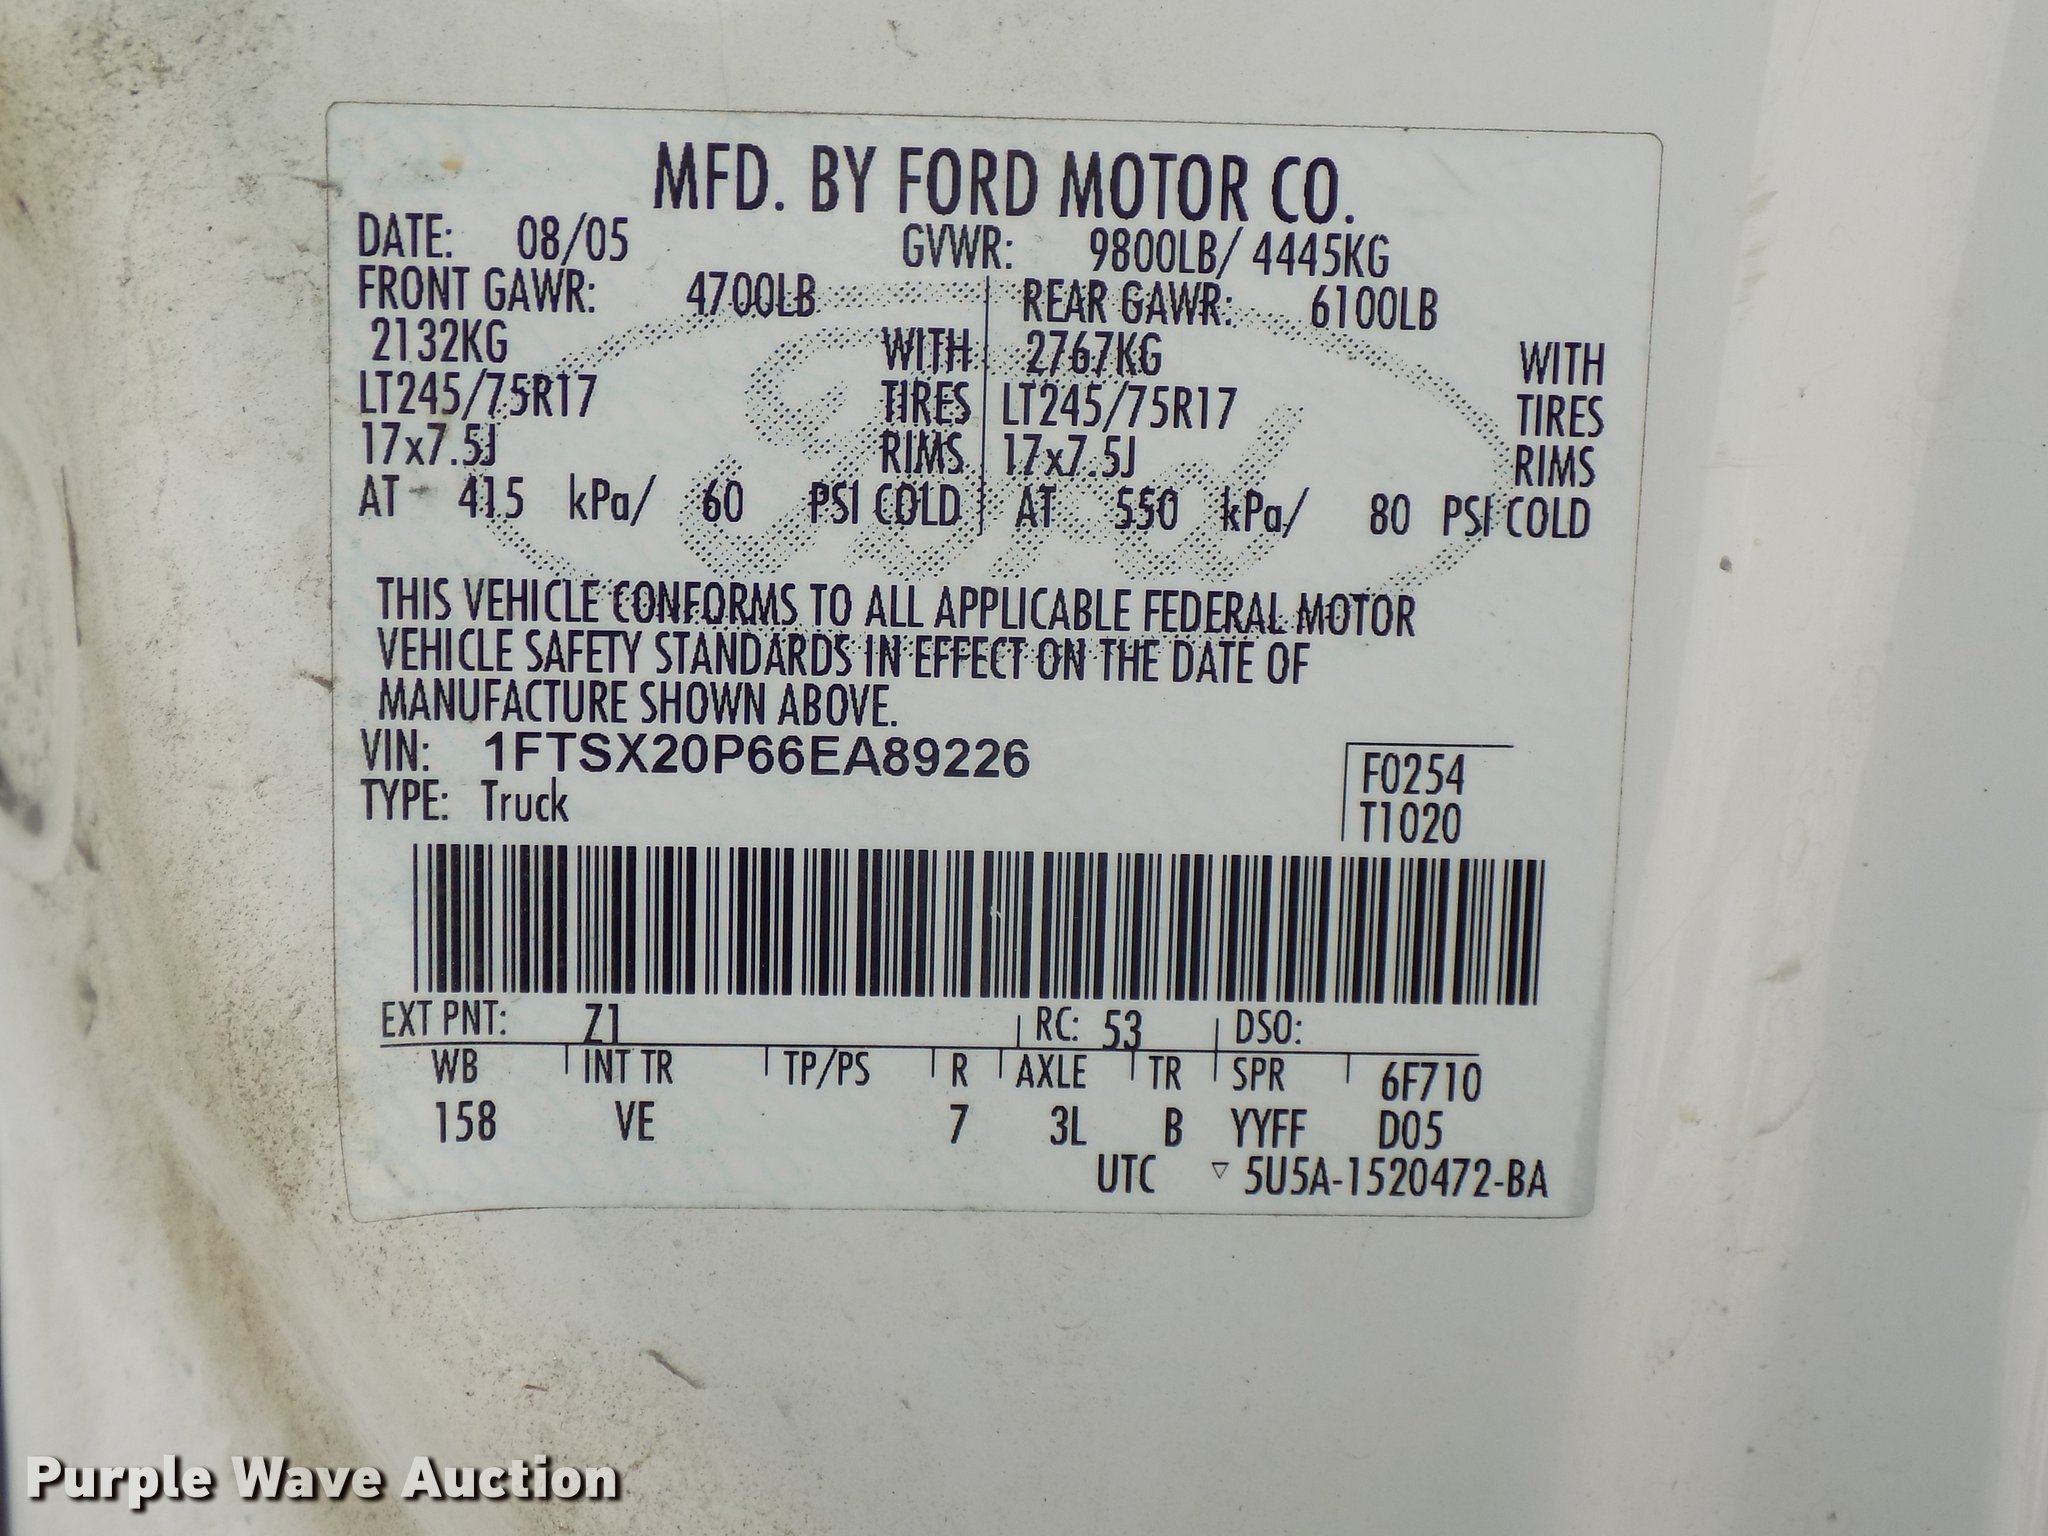 MFD. BY FORD MOTOR CO.
DATE: 08/05 GVWR: 9800LB/ 4445KG
FRONT GAWR: 4700LB REAR GAWR: 6100LB
2132KG WITH 2767KG WITH
LT245/75R17 TIRES LT245/75R17 TIRES
17x7.5J RIMS 17x7.5J RIMS
AT 415 kPa/ 60 PSI COLD AT 550 kPa/ 80 PSI COLD
THIS VEHICLE CONFORMS TO ALL APPLICABLE FEDERAL MOTOR
VEHICLE SAFETY STANDARDS IN EFFECT ON THE DATE OF
MANUFACTURE SHOWN ABOVE.
VIN: 1FTSX20P66EA89226 F0254
TYPE: Truck T1020
EXT PNT: Z1 RC: 53 DSO:
WB INT TR TP/PS R AXLE TR SPR 6F710
158 VE 7 3L B YYFF D05
UTC ▽ 5U5A-1520472-BA
Ford
Purple Wave Auction